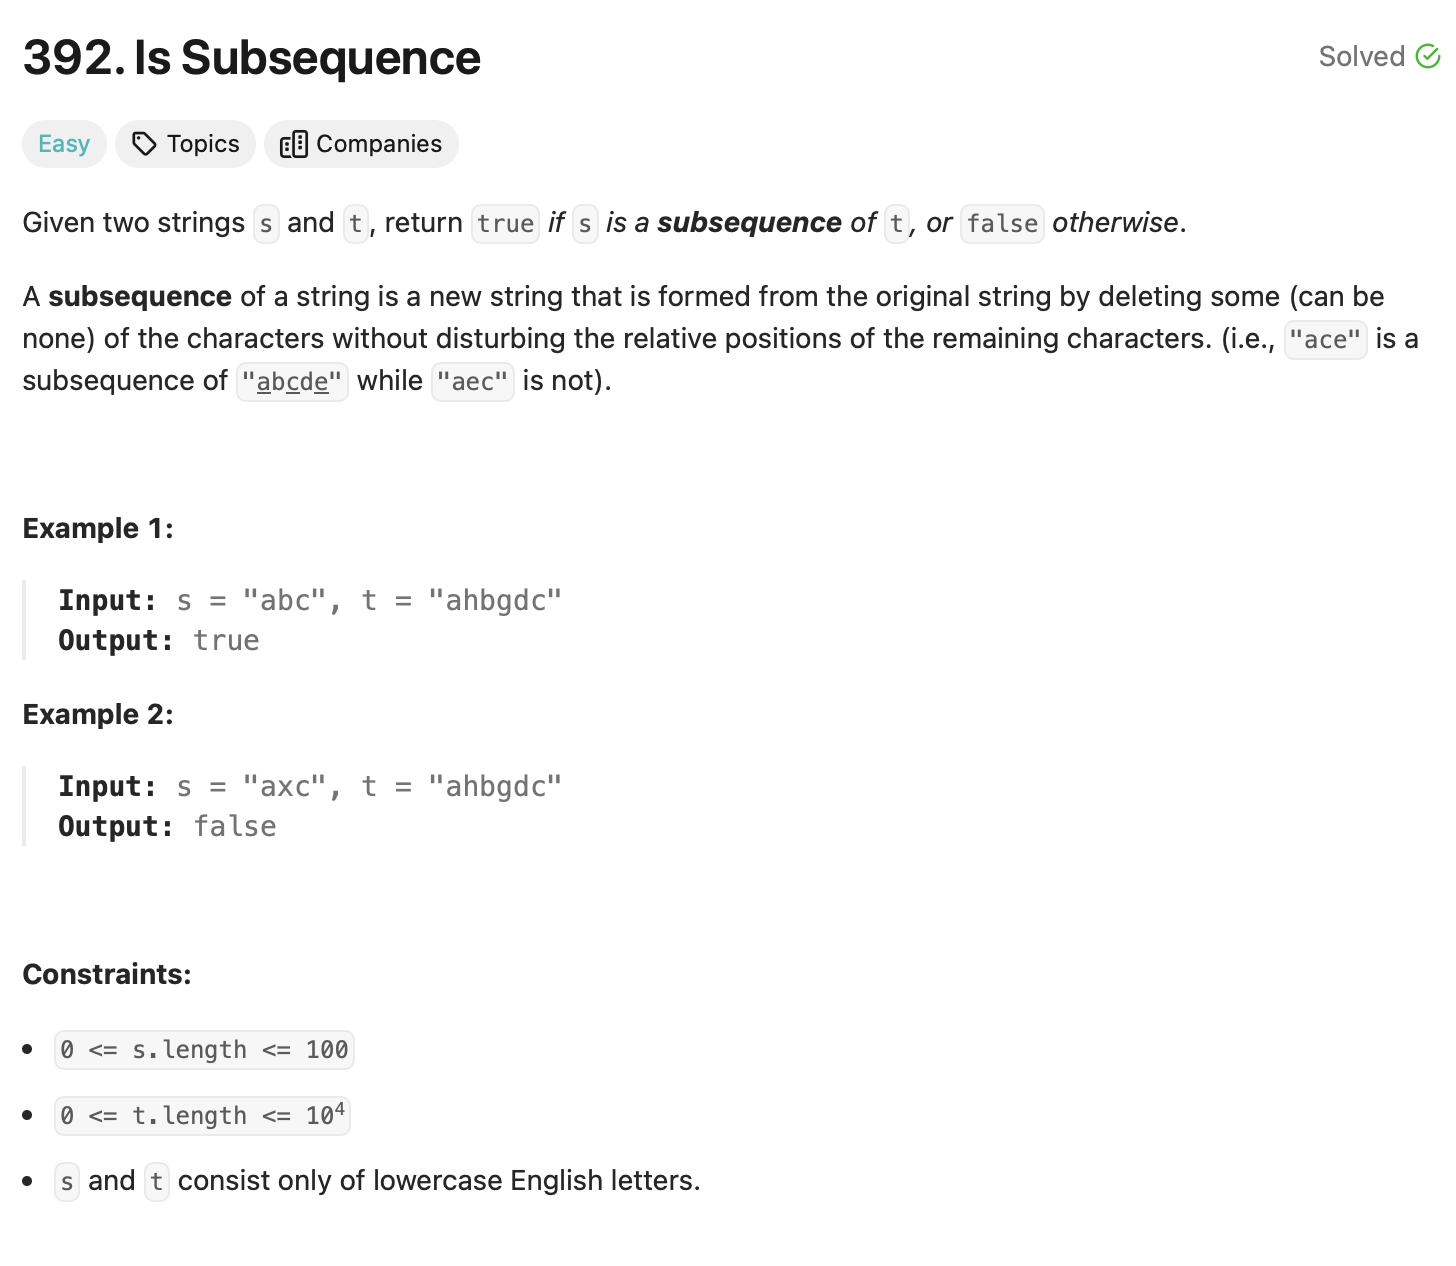 392. Is Subsequence
Solved
Easy
Topics
Companies
Given two strings s and t, return true if s is a subsequence of t, or false otherwise.
A subsequence of a string is a new string that is formed from the original string by deleting some (can be
none) of the characters without disturbing the relative positions of the remaining characters. (i.e., "ace" is a
subsequence of "abcde" while "aec" is not).
Example 1:
Input: s = "abc", t = "ahbgdc"
Output: true
Example 2:
Input: s = "axc", t = "ahbgdc"
Output: false
Constraints:
• 0 <= s.length <= 100
• 0 <= t.length <= 10⁴
• s and t consist only of lowercase English letters.